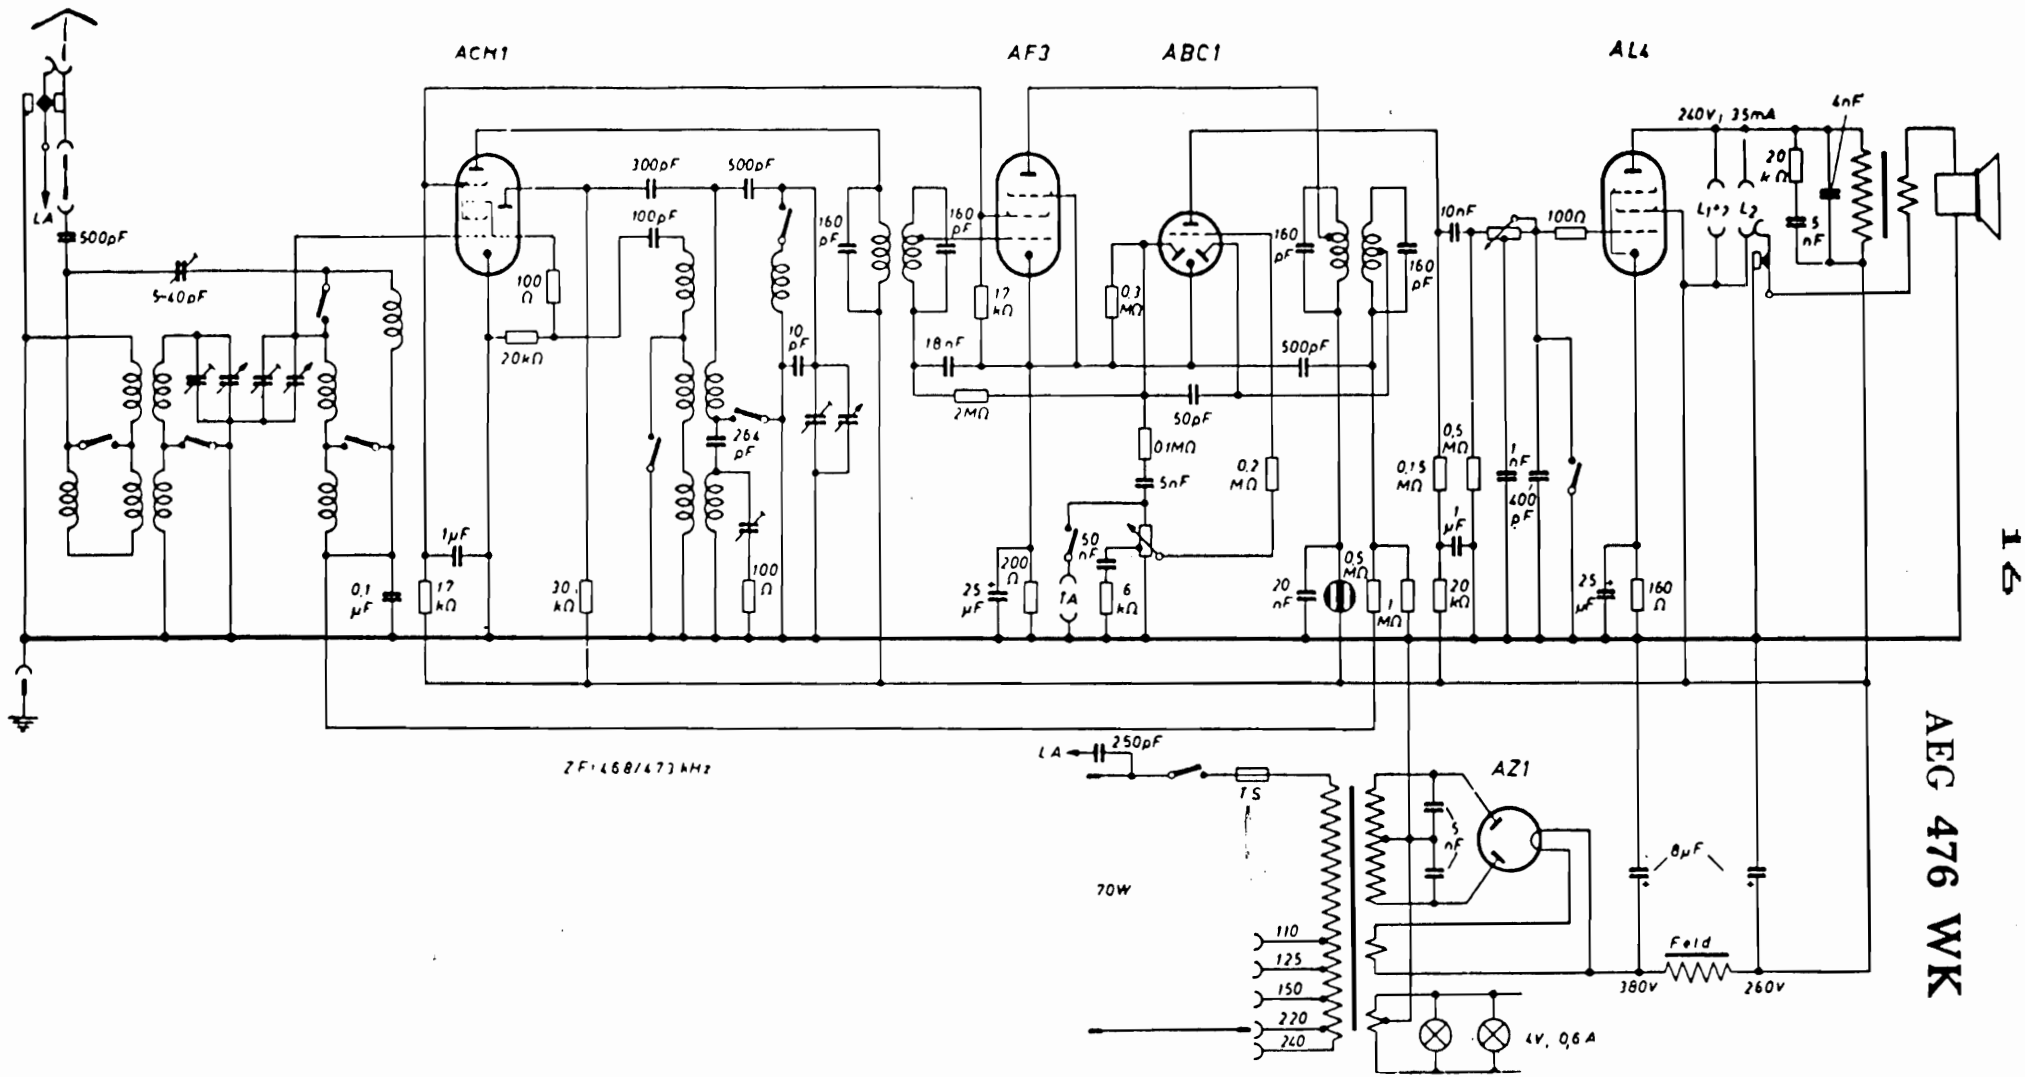 ACH1
AF3
ABC1
AL4
240V, 35mA
4nF
LA
500pF
5-40pF
300pF
500pF
100pF
100
Ω
20kΩ
10
pF
160
pF
160
pF
17
kΩ
18nF
2MΩ
0,3
MΩ
500pF
50pF
160
pF
160
pF
10nF
100Ω
L1+2
L2
20
kΩ
5
nF
264
pF
0,1MΩ
5nF
0,2
MΩ
0,15
MΩ
0,5
MΩ
1
nF
400
pF
1µF
0,1
µF
17
kΩ
30
kΩ
100
Ω
25
µF
200
Ω
50
nF
TA
6
kΩ
20
nF
0,5
MΩ
1
MΩ
1
µF
20
kΩ
25
µF
160
Ω
ZF: 468/473 kHz
LA
250pF
TS
70W
110
125
150
220
240
5
nF
AZ1
8µF
Feld
380V
260V
4V, 0,6A
16
AEG 476 WK